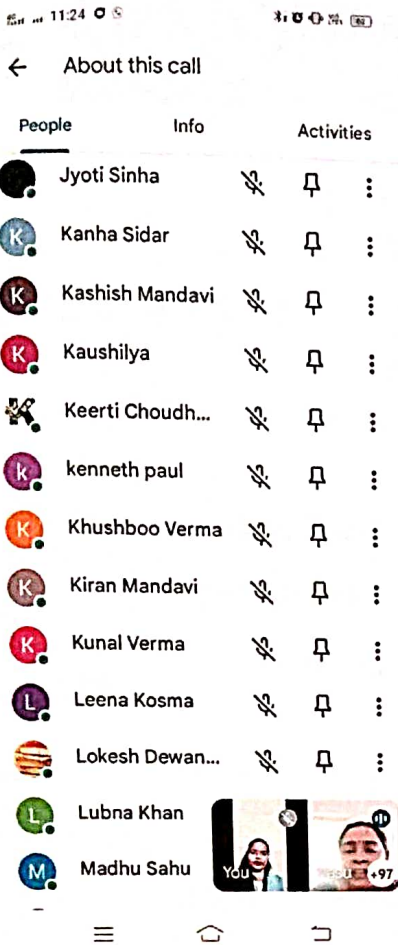 11:24
About this call
People Info Activities
Jyoti Sinha
K Kanha Sidar
K Kashish Mandavi
K Kaushilya
Keerti Choudh...
k kenneth paul
K Khushboo Verma
K Kiran Mandavi
K Kunal Verma
L Leena Kosma
Lokesh Dewan...
L Lubna Khan
M Madhu Sahu
You +97